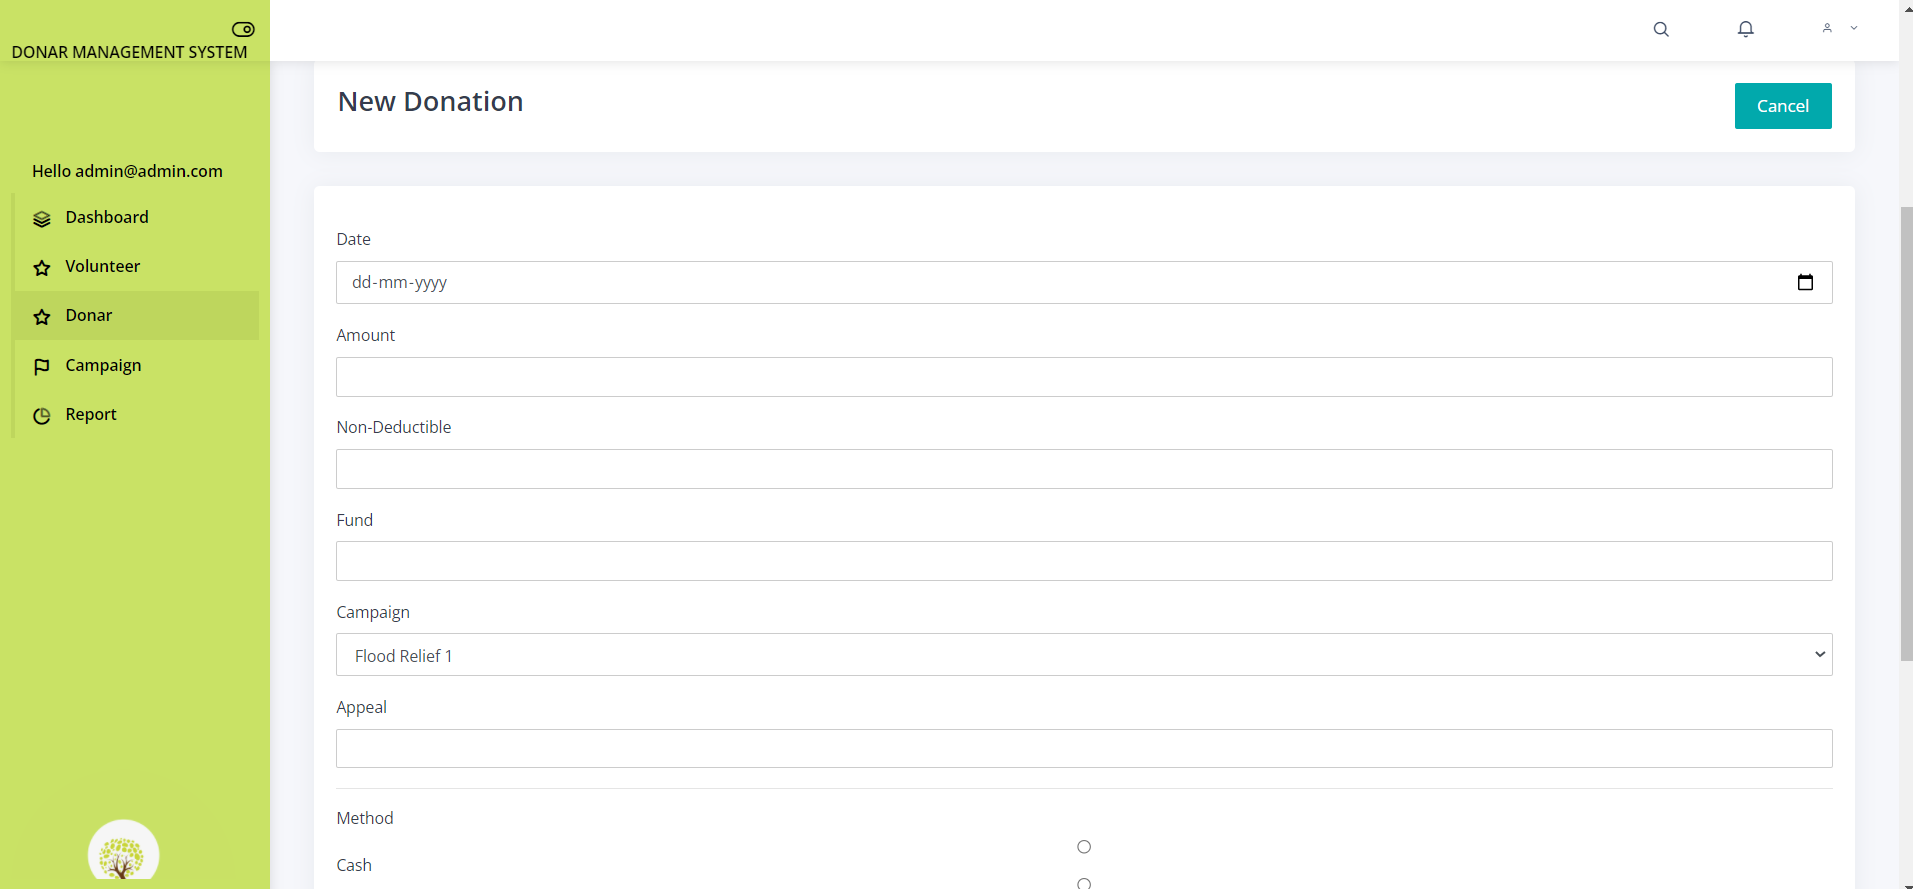 DONAR MANAGEMENT SYSTEM
Hello admin@admin.com
Dashboard
Volunteer
Donar
Campaign
Report
New Donation
Cancel
Date
dd-mm-yyyy
Amount
Non-Deductible
Fund
Campaign
Flood Relief 1
Appeal
Method
Cash